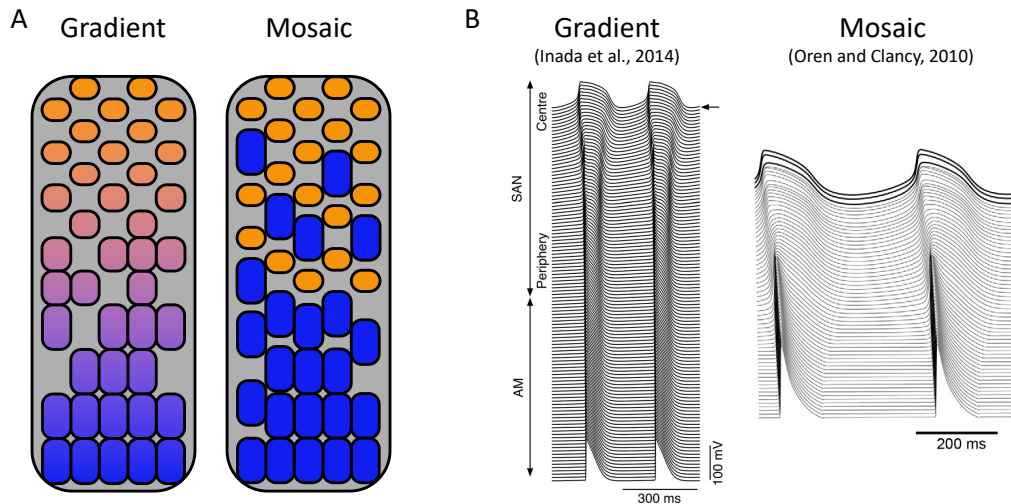 A
Gradient
Mosaic
B
Gradient
(Inada et al., 2014)
Mosaic
(Oren and Clancy, 2010)
Centre
SAN
Periphery
AM
100 mV
300 ms
200 ms